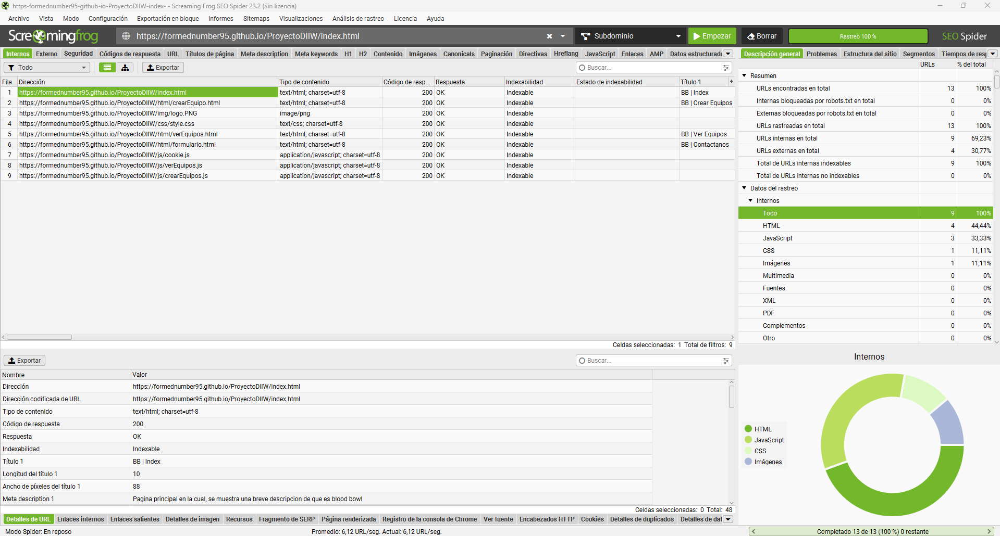 https-formednumber95-github-io-ProyectoDIIW-index- - Screaming Frog SEO Spider 23.2 (Sin licencia)
Archivo Vista Modo Configuración Exportación en bloque Informes Sitemaps Visualizaciones Análisis de rastreo Licencia Ayuda
Screamingfrog https://formednumber95.github.io/ProyectoDIIW/index.html Subdominio Empezar Borrar Rastreo 100 % SEO Spider
Internos Externo Seguridad Códigos de respuesta URL Títulos de página Meta description Meta keywords H1 H2 Contenido Imágenes Canonicals Paginación Directivas Hreflang JavaScript Enlaces AMP Datos estructurado
Todo Exportar Buscar...
Fila Dirección Tipo de contenido Código de resp... Respuesta Indexabilidad Estado de indexabilidad Título 1 +
1 https://formednumber95.github.io/ProyectoDIIW/index.html text/html; charset=utf-8 200 OK Indexable BB | Index
2 https://formednumber95.github.io/ProyectoDIIW/html/crearEquipo.html text/html; charset=utf-8 200 OK Indexable BB | Crear Equipos
3 https://formednumber95.github.io/ProyectoDIIW/img/logo.PNG image/png 200 OK Indexable
4 https://formednumber95.github.io/ProyectoDIIW/css/style.css text/css; charset=utf-8 200 OK Indexable
5 https://formednumber95.github.io/ProyectoDIIW/html/verEquipos.html text/html; charset=utf-8 200 OK Indexable BB | Ver Equipos
6 https://formednumber95.github.io/ProyectoDIIW/html/formulario.html text/html; charset=utf-8 200 OK Indexable BB | Contactanos
7 https://formednumber95.github.io/ProyectoDIIW/js/cookie.js application/javascript; charset=utf-8 200 OK Indexable
8 https://formednumber95.github.io/ProyectoDIIW/js/verEquipos.js application/javascript; charset=utf-8 200 OK Indexable
9 https://formednumber95.github.io/ProyectoDIIW/js/crearEquipos.js application/javascript; charset=utf-8 200 OK Indexable
Celdas seleccionadas: 1 Total de filtros: 9
Exportar Buscar...
Nombre Valor
Dirección https://formednumber95.github.io/ProyectoDIIW/index.html
Dirección codificada de URL https://formednumber95.github.io/ProyectoDIIW/index.html
Tipo de contenido text/html; charset=utf-8
Código de respuesta 200
Respuesta OK
Indexabilidad Indexable
Título 1 BB | Index
Longitud del título 1 10
Ancho de píxeles del título 1 88
Meta description 1 Pagina principal en la cual, se muestra una breve descripcion de que es blood bowl
Celdas seleccionadas: 0 Total: 48
Detalles de URL Enlaces internos Enlaces salientes Detalles de imagen Recursos Fragmento de SERP Página renderizada Registro de la consola de Chrome Ver fuente Encabezados HTTP Cookies Detalles de duplicados Detalles de dat
Descripción general Problemas Estructura del sitio Segmentos Tiempos de resp
URLs % del total
Resumen
URLs encontradas en total 13 100%
Internas bloqueadas por robots.txt en total 0 0%
Externas bloqueadas por robots.txt en total 0 0%
URLs rastreadas en total 13 100%
URLs internas en total 9 69,23%
URLs externas en total 4 30,77%
Total de URLs internas indexables 9 100%
Total de URLs internas no indexables 0 0%
Datos del rastreo
Internos
Todo 9 100%
HTML 4 44,44%
JavaScript 3 33,33%
CSS 1 11,11%
Imágenes 1 11,11%
Multimedia 0 0%
Fuentes 0 0%
XML 0 0%
PDF 0 0%
Complementos 0 0%
Otro 0 0%
Internos
HTML
JavaScript
CSS
Imágenes
Modo Spider: En reposo Promedio: 6,12 URL/seg. Actual: 6,12 URL/seg. Completado 13 de 13 (100 %) 0 restante